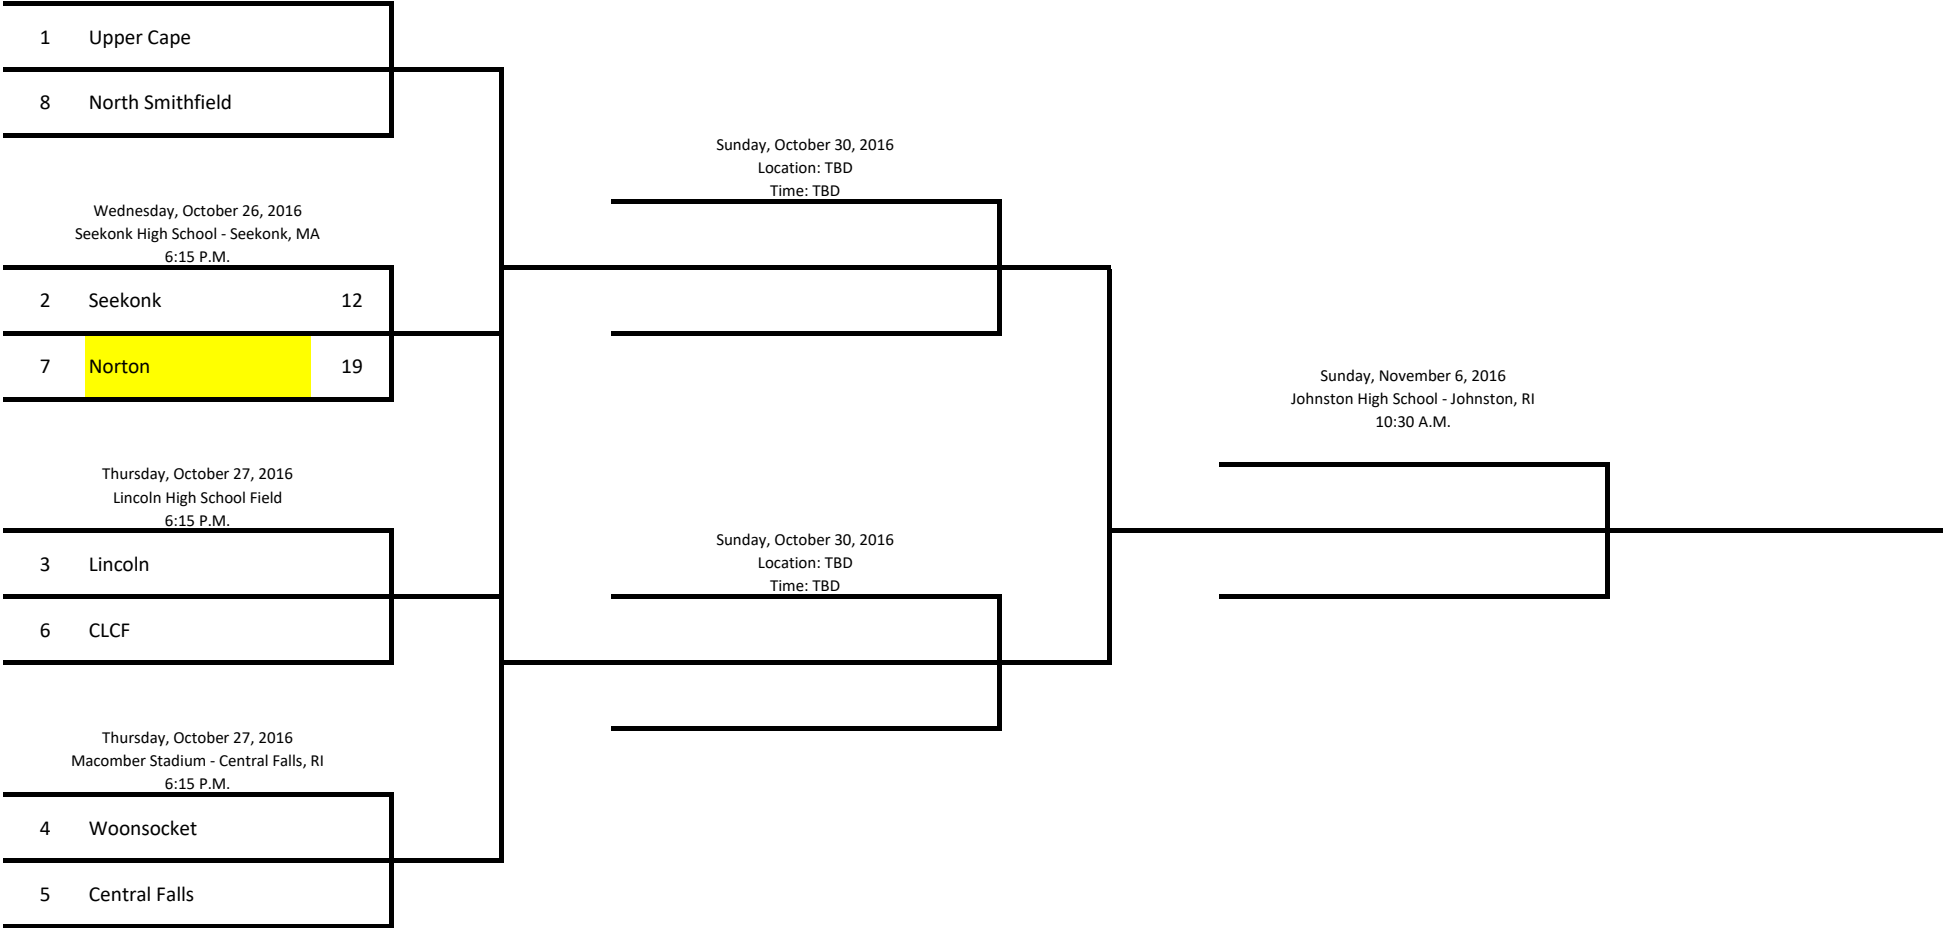 1 Upper Cape
8 North Smithfield
Wednesday, October 26, 2016
Seekonk High School - Seekonk, MA
6:15 P.M.
2 Seekonk 12
7 Norton 19
Thursday, October 27, 2016
Lincoln High School Field
6:15 P.M.
3 Lincoln
6 CLCF
Thursday, October 27, 2016
Macomber Stadium - Central Falls, RI
6:15 P.M.
4 Woonsocket
5 Central Falls
Sunday, October 30, 2016
Location: TBD
Time: TBD
Sunday, October 30, 2016
Location: TBD
Time: TBD
Sunday, November 6, 2016
Johnston High School - Johnston, RI
10:30 A.M.